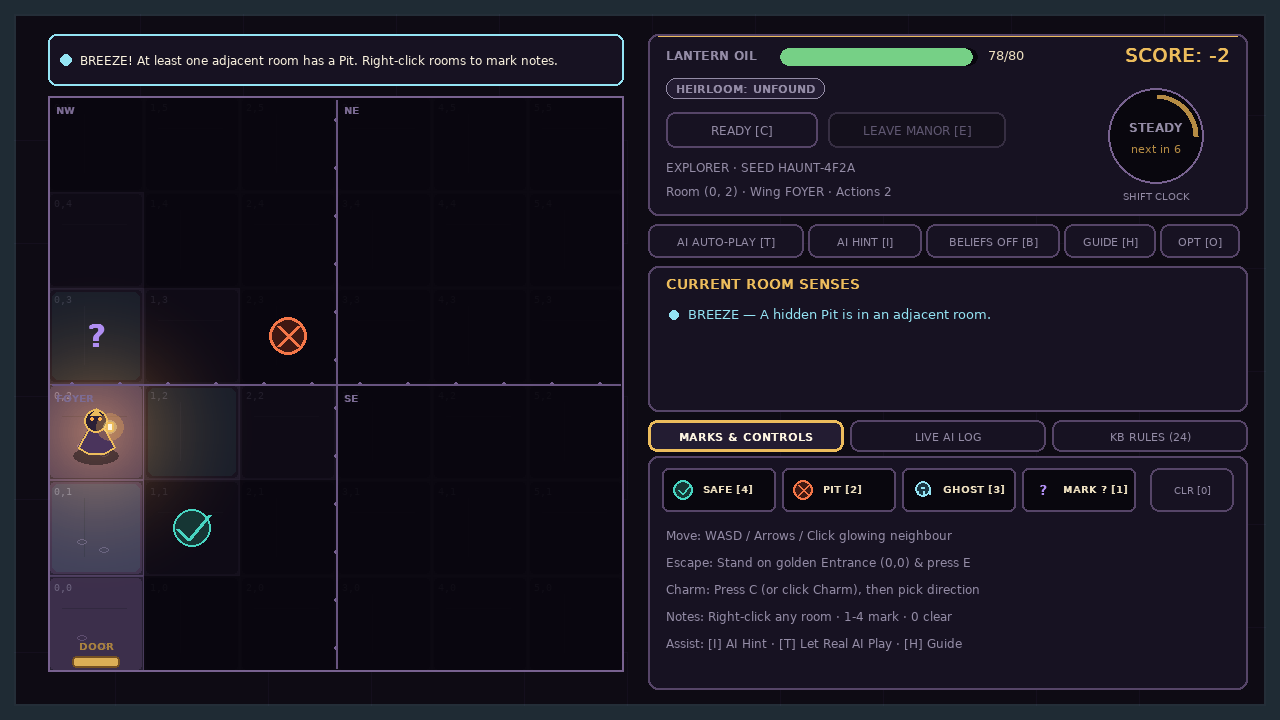 BREEZE! At least one adjacent room has a Pit. Right-click rooms to mark notes.
NW
NE
0,4
0,3
1,3
?
FOYER
0,2
1,2
2,2
SE
0,1
1,1
0,0
DOOR
LANTERN OIL
78/80
SCORE: -2
HEIRLOOM: UNFOUND
READY [C]
LEAVE MANOR [E]
STEADY
next in 6
SHIFT CLOCK
EXPLORER · SEED HAUNT-4F2A
Room (0, 2) · Wing FOYER · Actions 2
AI AUTO-PLAY [T]
AI HINT [I]
BELIEFS OFF [B]
GUIDE [H]
OPT [O]
CURRENT ROOM SENSES
BREEZE — A hidden Pit is in an adjacent room.
MARKS & CONTROLS
LIVE AI LOG
KB RULES (24)
SAFE [4]
PIT [2]
GHOST [3]
? MARK ? [1]
CLR [0]
Move: WASD / Arrows / Click glowing neighbour
Escape: Stand on golden Entrance (0,0) & press E
Charm: Press C (or click Charm), then pick direction
Notes: Right-click any room · 1-4 mark · 0 clear
Assist: [I] AI Hint · [T] Let Real AI Play · [H] Guide